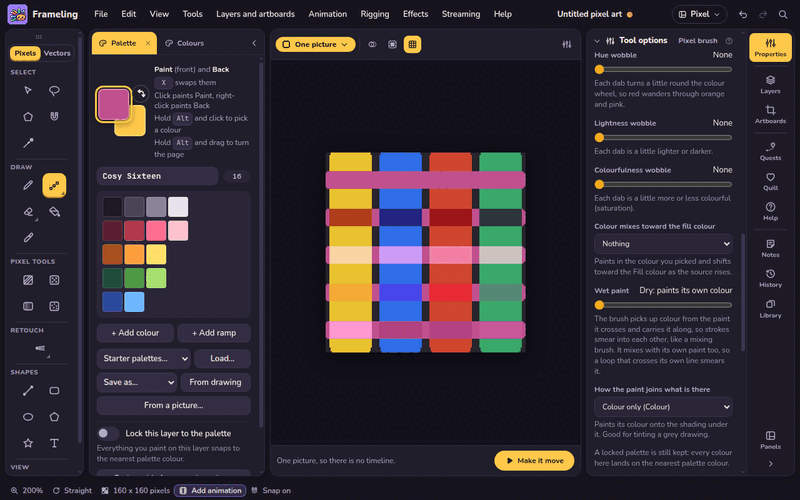 Frameling File Edit View Tools Layers and artboards Animation Rigging Effects Streaming Help Untitled pixel art Pixel
Pixels Vectors
SELECT
DRAW
PIXEL TOOLS
RETOUCH
SHAPES
VIEW
Palette Colours
Paint (front) and Back
X swaps them
Click paints Paint, right-
click paints Back
Hold Alt and click to pick
a colour
Hold Alt and drag to turn
the page
Cosy Sixteen 16
+ Add colour + Add ramp
Starter palettes... Load...
Save as... From drawing
From a picture...
Lock this layer to the palette
Everything you paint on this layer snaps to
the nearest palette colour.
One picture
One picture, so there is no timeline. Make it move
Tool options Pixel brush
Hue wobble None
Each dab turns a little round the colour
wheel, so red wanders through orange
and pink.
Lightness wobble None
Each dab is a little lighter or darker.
Colourfulness wobble None
Each dab is a little more or less colourful
(saturation).
Colour mixes toward the fill colour
Nothing
Paints in the colour you picked and shifts
toward the Fill colour as the source rises.
Wet paint Dry: paints its own colour
The brush picks up colour from the paint
it crosses and carries it along, so strokes
smear into each other, like a mixing
brush. It mixes with its own paint too, so
a loop that crosses its own line smears
it.
How the paint joins what is there
Colour only (Colour)
Paints its colour onto the shading under
it. Good for tinting a grey drawing.
A locked palette is still kept: every colour
here lands on the nearest palette colour.
Properties
Layers
Artboards
Quests
Quill
Help
Notes
History
Library
Panels
200% Straight 160 x 160 pixels Add animation Snap on